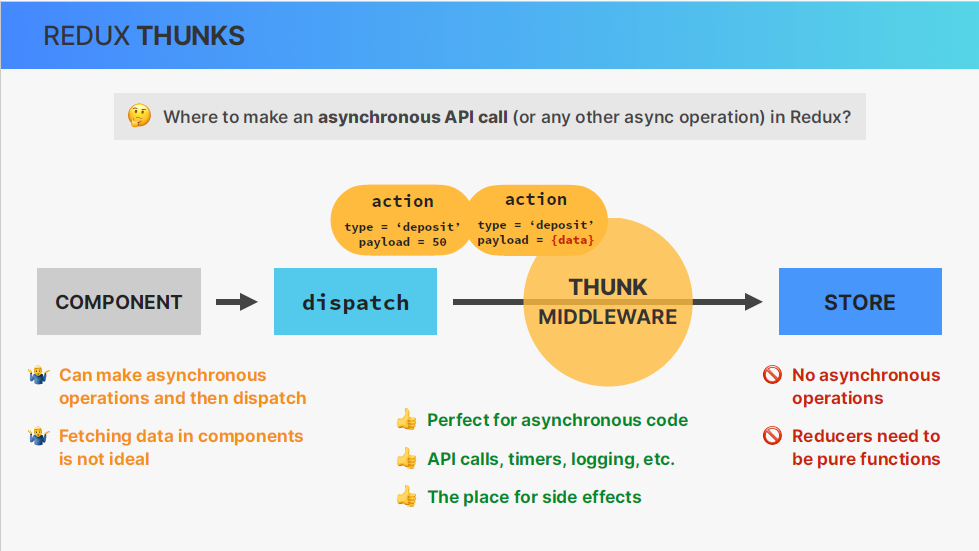 REDUX THUNKS
🤔 Where to make an asynchronous API call (or any other async operation) in Redux?
action
type = ‘deposit’
payload = 50
action
type = ‘deposit’
payload = {data}
COMPONENT
dispatch
THUNK
MIDDLEWARE
STORE
🤷‍♂️ Can make asynchronous
operations and then dispatch
🤷‍♂️ Fetching data in components
is not ideal
👍 Perfect for asynchronous code
👍 API calls, timers, logging, etc.
👍 The place for side effects
🚫 No asynchronous
operations
🚫 Reducers need to
be pure functions